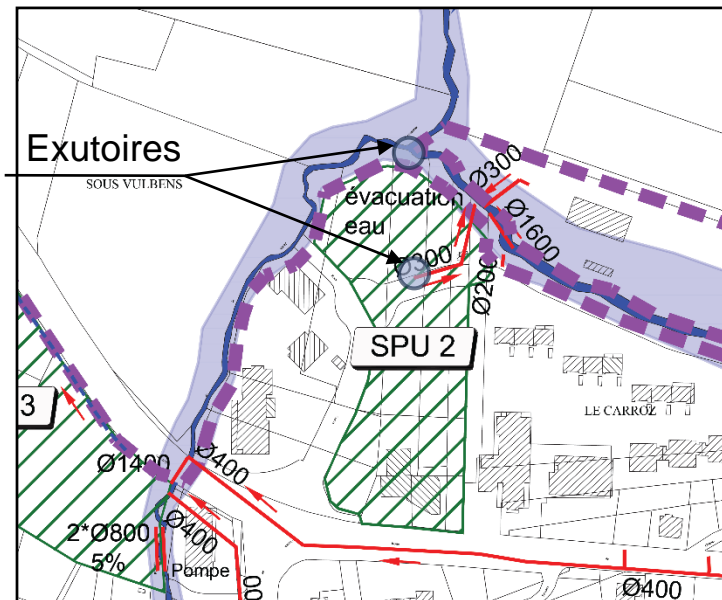 Exutoires
SOUS VULBENS
évacuation
eau
Ø300
Ø1600
Ø300
Ø200
SPU 2
LE CARROZ
3
Ø1400
Ø400
Ø400
2*Ø800
5%
Pompe
00
Ø400